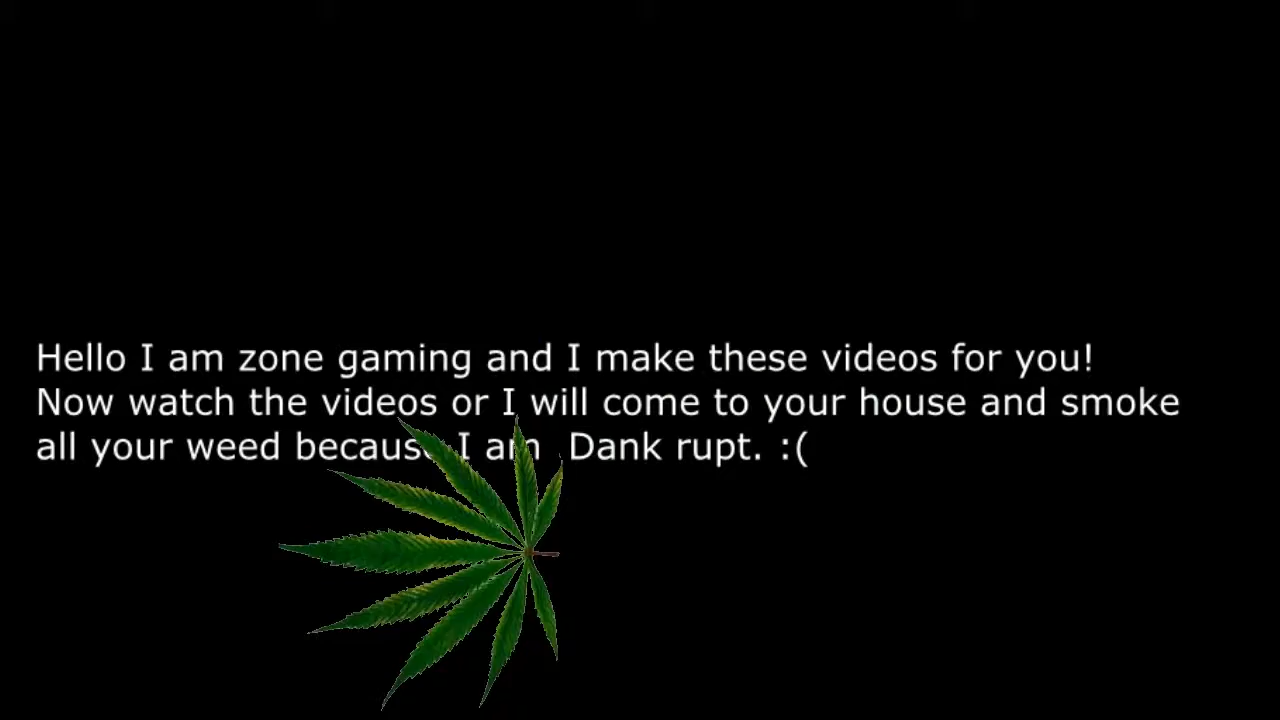 Hello I am zone gaming and I make these videos for you!
Now watch the videos or I will come to your house and smoke
all your weed because I am  Dank rupt. :(